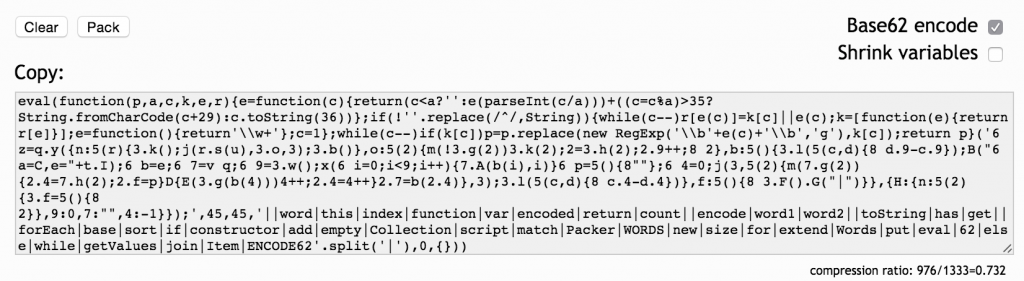 Clear Pack Base62 encode
Shrink variables
Copy:
eval(function(p,a,c,k,e,r){e=function(c){return(c<a?'':e(parseInt(c/a)))+((c=c%a)>35?
String.fromCharCode(c+29):c.toString(36))};if(!''.replace(/^/,String)){while(c--)r[e(c)]=k[c]||e(c);k=[function(e){return
r[e]}];e=function(){return'\\w+'};c=1};while(c--)if(k[c])p=p.replace(new RegExp('\\b'+e(c)+'\\b','g'),k[c]);return p}('6
z=q.y({n:5(r){3.k();j(r.s(u),3.o,3);3.b()},o:5(2){m(!3.g(2))3.k(2);2=3.h(2);2.9++;8 2},b:5(){3.l(5(c,d){8 d.9-c.9});B("6
a=C,e="+t.I);6 b=e;6 7=v q;6 9=3.w();x(6 i=0;i<9;i++){7.A(b(i),i)}6 p=5(){8""};6 4=0;j(3,5(2){m(7.g(2))
{2.4=7.h(2);2.f=p}D{E(3.g(b(4)))4++;2.4=4++}2.7=b(2.4)},3);3.l(5(c,d){8 c.4-d.4})},f:5(){8 3.F().G("|")}},{H:{n:5(2)
{3.f=5(){8
2}},9:0,7:"",4:-1}});',45,45,'||word|this|index|function|var|encoded|return|count||encode|word1|word2||toString|has|get||
forEach|base|sort|if|constructor|add|empty|Collection|script|match|Packer|WORDS|new|size|for|extend|Words|put|eval|62|els
e|while|getValues|join|Item|ENCODE62'.split('|'),0,{}))
compression ratio: 976/1333=0.732